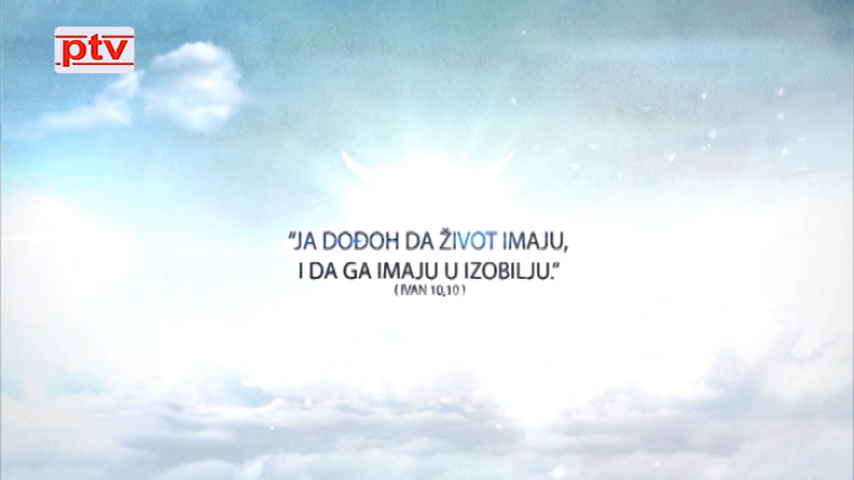 ptv
“JA DOĐOH DA ŽIVOT IMAJU,
I DA GA IMAJU U IZOBILJU.“
(IVAN 10,10)